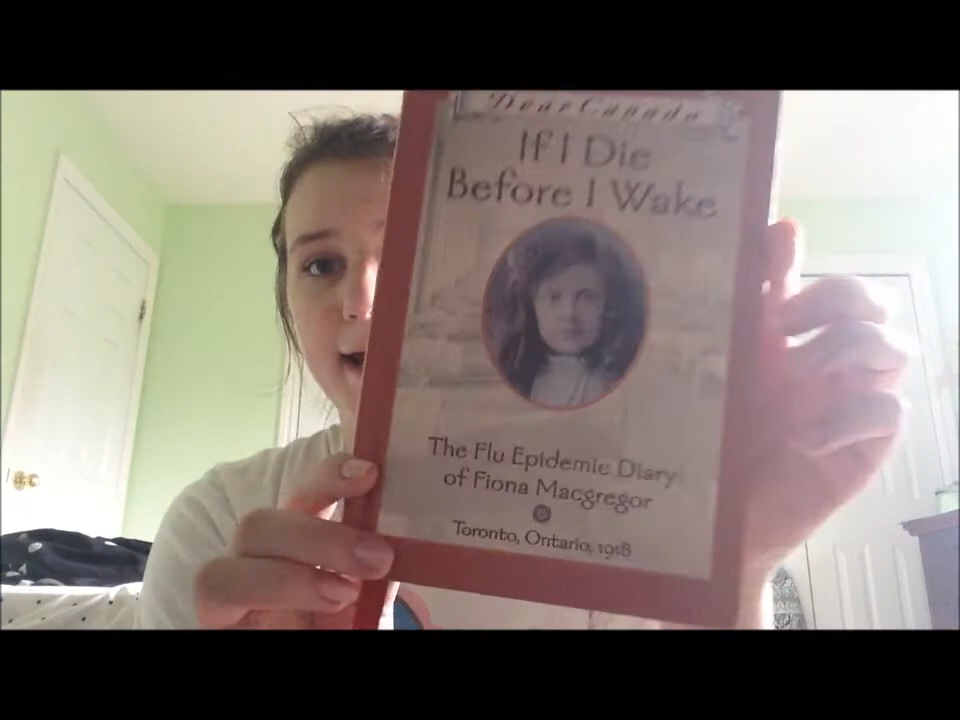 Dear Canada
If I Die
Before I Wake
The Flu Epidemic Diary
of Fiona Macgregor
Toronto, Ontario, 1918